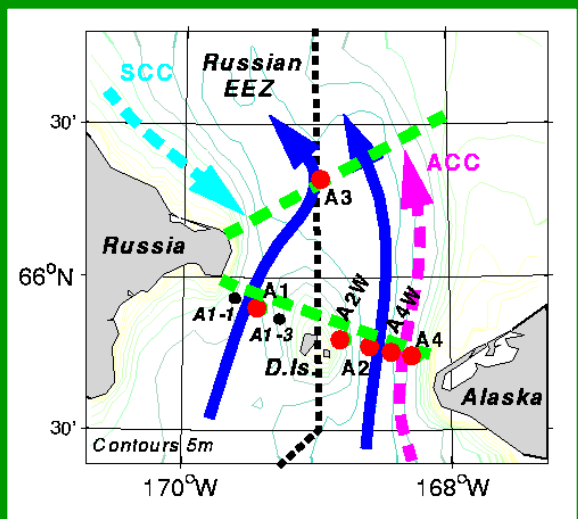 SCC
Russian
EEZ
30'
ACC
A3
Russia
66°N
A1
A1-1
A1-3
A2W
A4W
A4
D.Is.
A2
Alaska
30'
Contours 5m
170°W
168°W